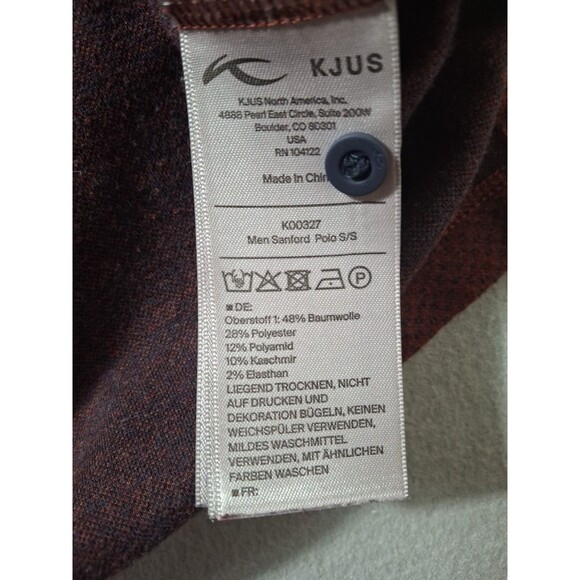 KJUS
KJUS North America, Inc.
4888 Pearl East Circle, Suite 200W
Boulder, CO 80301
USA
RN 104122
Made in Chin
K00327
Men Sanford Polo S/S
DE:
Oberstoff 1: 48% Baumwolle
28% Polyester
12% Polyamid
10% Kaschmir
2% Elasthan
LIEGEND TROCKNEN, NICHT
AUF DRUCKEN UND
DEKORATION BÜGELN, KEINEN
WEICHSPÜLER VERWENDEN,
MILDES WASCHMITTEL
VERWENDEN, MIT ÄHNLICHEN
FARBEN WASCHEN
FR: